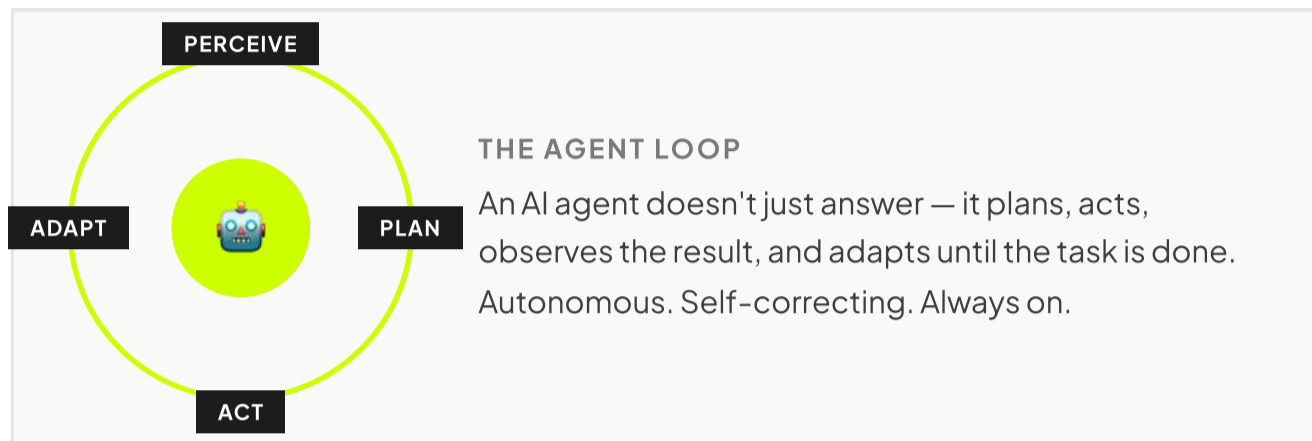 PERCEIVE
ADAPT
PLAN
ACT
THE AGENT LOOP
An AI agent doesn't just answer — it plans, acts,
observes the result, and adapts until the task is done.
Autonomous. Self-correcting. Always on.